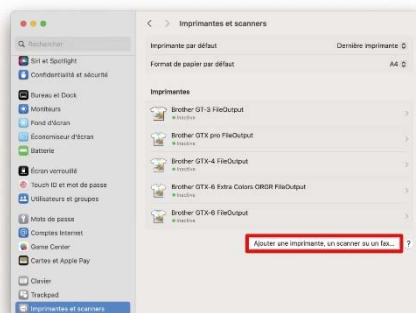 Imprimantes et scanners
Rechercher
Siri et Spotlight
Confidentialité et sécurité
Bureau et Dock
Moniteurs
Fond d'écran
Économiseur d'écran
Batterie
Écran verrouillé
Touch ID et mot de passe
Utilisateurs et groupes
Mots de passe
Comptes Internet
Game Center
Cartes et Apple Pay
Clavier
Trackpad
Imprimantes et scanners
Imprimante par défaut
Dernière imprimante
Format de papier par défaut
A4
Imprimantes
Brother GT-3 FileOutput
Inactive
Brother GTX pro FileOutput
Inactive
Brother GTX-4 FileOutput
Inactive
Brother GTX-6 Extra Colors ORGR FileOutput
Inactive
Brother GTX-6 FileOutput
Inactive
Ajouter une imprimante, un scanner ou un fax...
?